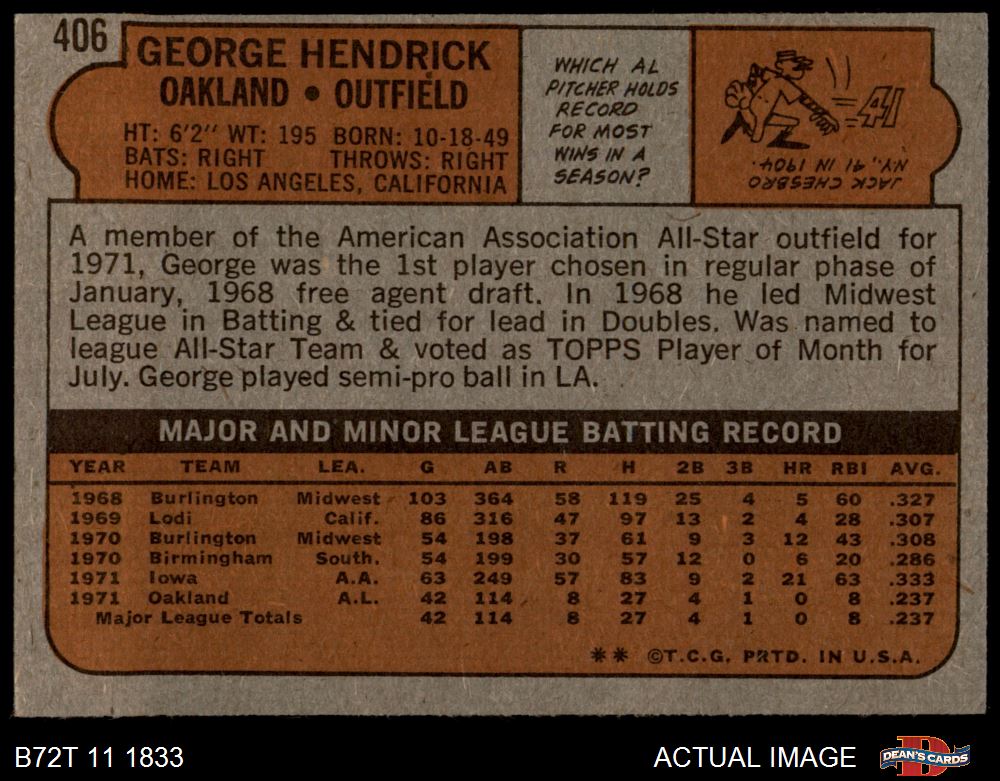 406
GEORGE HENDRICK
OAKLAND • OUTFIELD
HT: 6'2" WT: 195 BORN: 10-18-49
BATS: RIGHT THROWS: RIGHT
HOME: LOS ANGELES, CALIFORNIA
WHICH AL
PITCHER HOLDS
RECORD
FOR MOST
WINS IN A
SEASON?
41
JACK CHESBRO
NY., 41 IN 1904.
A member of the American Association All-Star outfield for
1971, George was the 1st player chosen in regular phase of
January, 1968 free agent draft. In 1968 he led Midwest
League in Batting & tied for lead in Doubles. Was named to
league All-Star Team & voted as TOPPS Player of Month for
July. George played semi-pro ball in LA.
MAJOR AND MINOR LEAGUE BATTING RECORD
YEAR TEAM LEA. G AB R H 2B 3B HR RBI AVG.
1968 Burlington Midwest 103 364 58 119 25 4 5 60 .327
1969 Lodi Calif. 86 316 47 97 13 2 4 28 .307
1970 Burlington Midwest 54 198 37 61 9 3 12 43 .308
1970 Birmingham South. 54 199 30 57 12 0 6 20 .286
1971 Iowa A.A. 63 249 57 83 9 2 21 63 .333
1971 Oakland A.L. 42 114 8 27 4 1 0 8 .237
Major League Totals 42 114 8 27 4 1 0 8 .237
** ©T.C.G. PRTD. IN U.S.A.
B72T 11 1833
ACTUAL IMAGE
DEAN'S CARDS